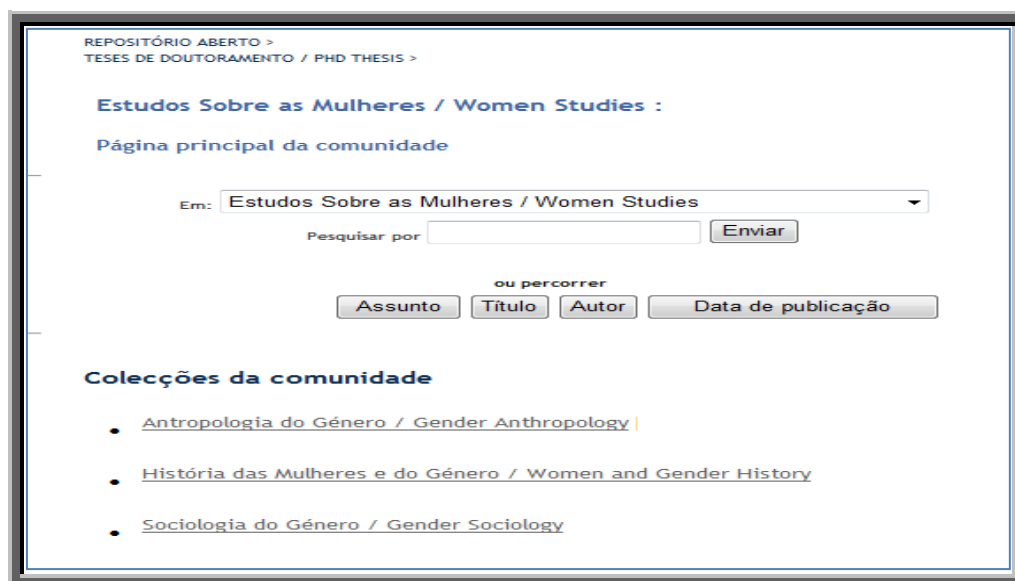 REPOSITÓRIO ABERTO >
TESES DE DOUTORAMENTO / PHD THESIS >
Estudos Sobre as Mulheres / Women Studies :
Página principal da comunidade
Em: Estudos Sobre as Mulheres / Women Studies
Pesquisar por Enviar
ou percorrer
Assunto Título Autor Data de publicação
Colecções da comunidade
Antropologia do Género / Gender Anthropology
História das Mulheres e do Género / Women and Gender History
Sociologia do Género / Gender Sociology